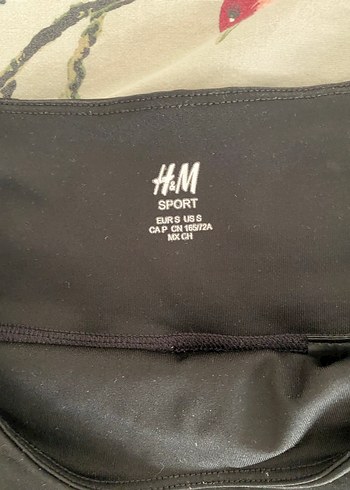 H&M
SPORT
EUR S US S
CA P CN 165/72A
MX CH